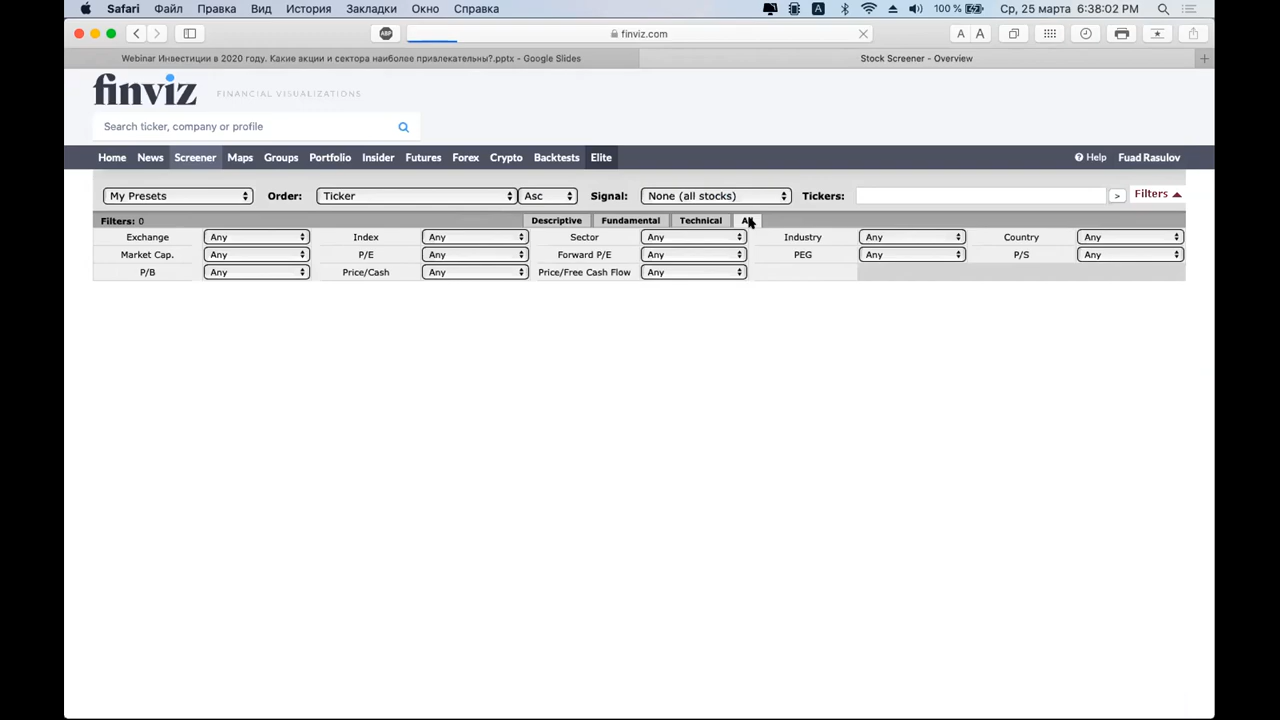 Safari Файл Правка Вид История Закладки Окно Справка A 100 % Ср, 25 марта 6:38:02 PM
ABP finviz.com A A
Webinar Инвестиции в 2020 году. Какие акции и сектора наиболее привлекательны?.pptx - Google Slides Stock Screener - Overview +
finviz FINANCIAL VISUALIZATIONS
Search ticker, company or profile
Home News Screener Maps Groups Portfolio Insider Futures Forex Crypto Backtests Elite Help Fuad Rasulov
My Presets Order: Ticker Asc Signal: None (all stocks) Tickers: > Filters
Filters: 0 Descriptive Fundamental Technical
Exchange Any Index Any Sector Any Industry Any Country Any
Market Cap. Any P/E Any Forward P/E Any PEG Any P/S Any
P/B Any Price/Cash Any Price/Free Cash Flow Any